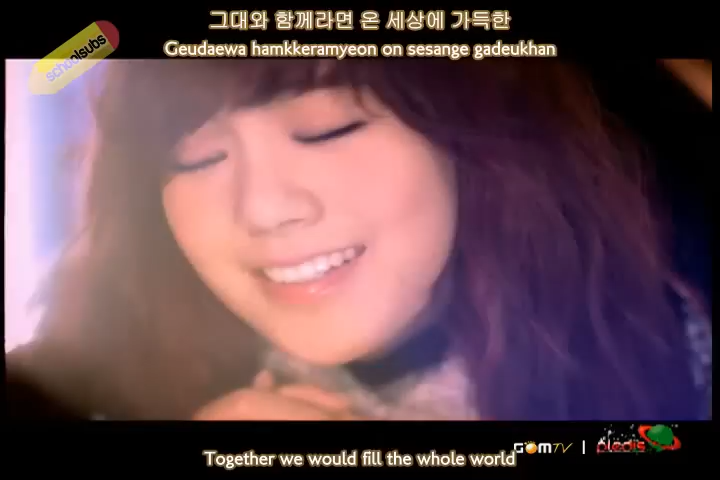 그대와 함께라면 온 세상에 가득한
Geudaewa hamkkeramyeon on sesange gadeukhan
schoolsubs
GOMTV | pledis
Together we would fill the whole world